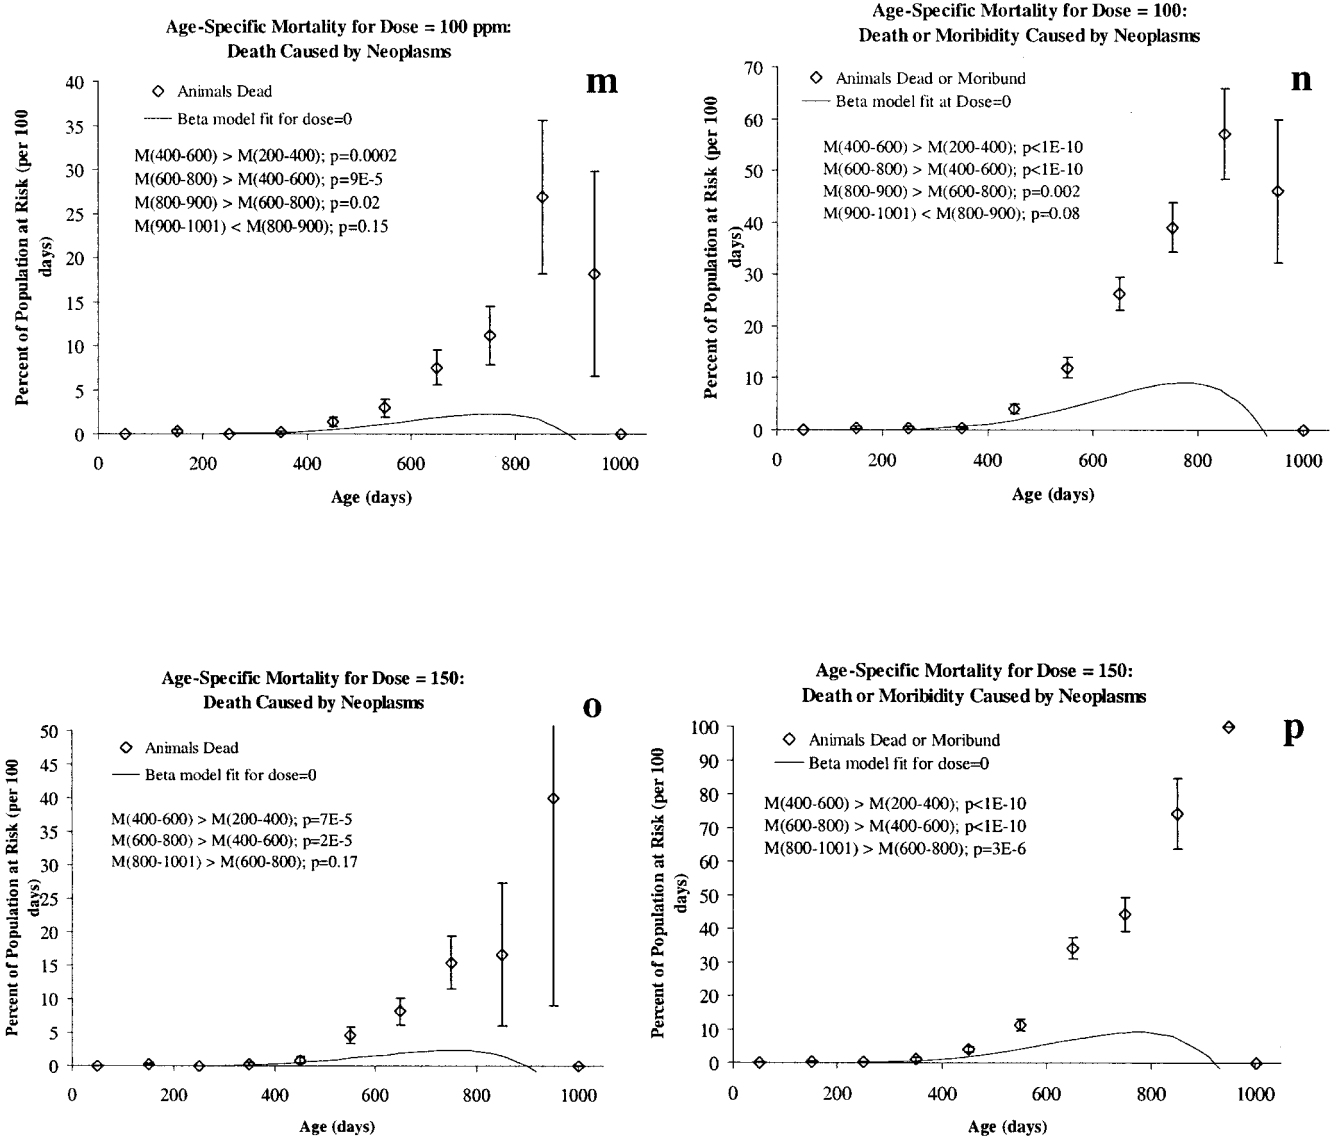 Age-Specific Mortality for Dose = 100 ppm:
Death Caused by Neoplasms
m
Animals Dead
Beta model fit for dose=0
M(400-600) > M(200-400); p=0.0002
M(600-800) > M(400-600); p=9E-5
M(800-900) > M(600-800); p=0.02
M(900-1001) < M(800-900); p=0.15
Percent of Population at Risk (per 100
days)
40
35
30
25
20
15
10
5
0
0 200 400 600 800 1000
Age (days)
Age-Specific Mortality for Dose = 100:
Death or Moribidity Caused by Neoplasms
n
Animals Dead or Moribund
Beta model fit at Dose=0
M(400-600) > M(200-400); p<1E-10
M(600-800) > M(400-600); p<1E-10
M(800-900) > M(600-800); p=0.002
M(900-1001) < M(800-900); p=0.08
Percent of Population at Risk (per 100
days)
70
60
50
40
30
20
10
0
0 200 400 600 800 1000
Age (days)
Age-Specific Mortality for Dose = 150:
Death Caused by Neoplasms
o
Animals Dead
Beta model fit for dose=0
M(400-600) > M(200-400); p=7E-5
M(600-800) > M(400-600); p=2E-5
M(800-1001) > M(600-800); p=0.17
Percent of Population at Risk (per 100
days)
50
45
40
35
30
25
20
15
10
5
0
0 200 400 600 800 1000
Age (days)
Age-Specific Mortality for Dose = 150:
Death or Moribidity Caused by Neoplasms
p
Animals Dead or Moribund
Beta model fit for dose=0
M(400-600) > M(200-400); p<1E-10
M(600-800) > M(400-600); p<1E-10
M(800-1001) > M(600-800); p=3E-6
Percent of Population at Risk (per 100
days)
100
90
80
70
60
50
40
30
20
10
0
0 200 400 600 800 1000
Age (days)